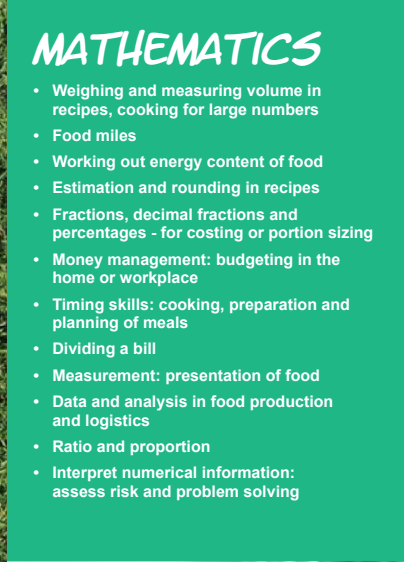 MATHEMATICS
• Weighing and measuring volume in
recipes, cooking for large numbers
• Food miles
• Working out energy content of food
• Estimation and rounding in recipes
• Fractions, decimal fractions and
percentages - for costing or portion sizing
• Money management: budgeting in the
home or workplace
• Timing skills: cooking, preparation and
planning of meals
• Dividing a bill
• Measurement: presentation of food
• Data and analysis in food production
and logistics
• Ratio and proportion
• Interpret numerical information:
assess risk and problem solving